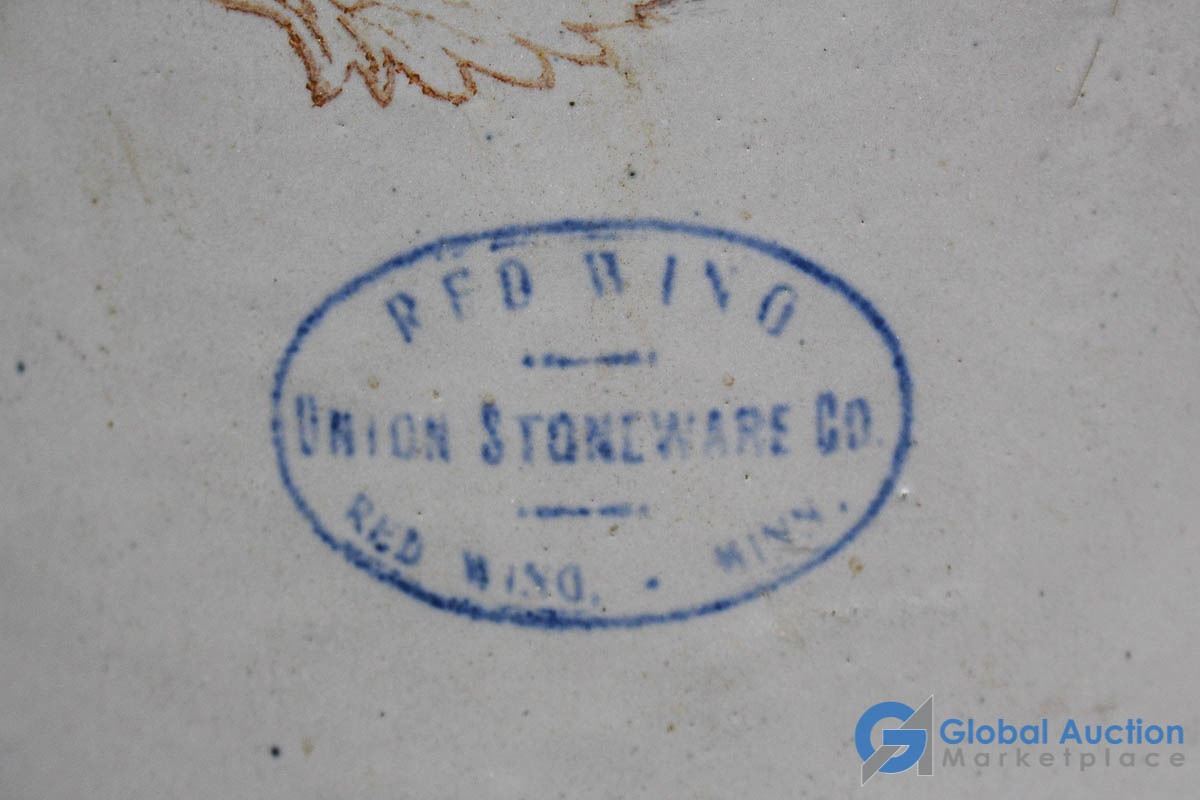 RED WING
UNION STONEWARE CO.
RED WING. MINN.
Global Auction
Marketplace